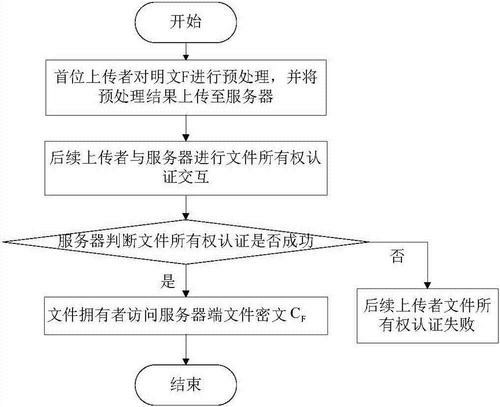 开始
首位上传者对明文F进行预处理，并将
预处理结果上传至服务器
后续上传者与服务器进行文件所有权认
证交互
服务器判断文件所有权认证是否成功
否
是
文件拥有者访问服务器端文件密文 CF
后续上传者文件所
有权认证失败
结束